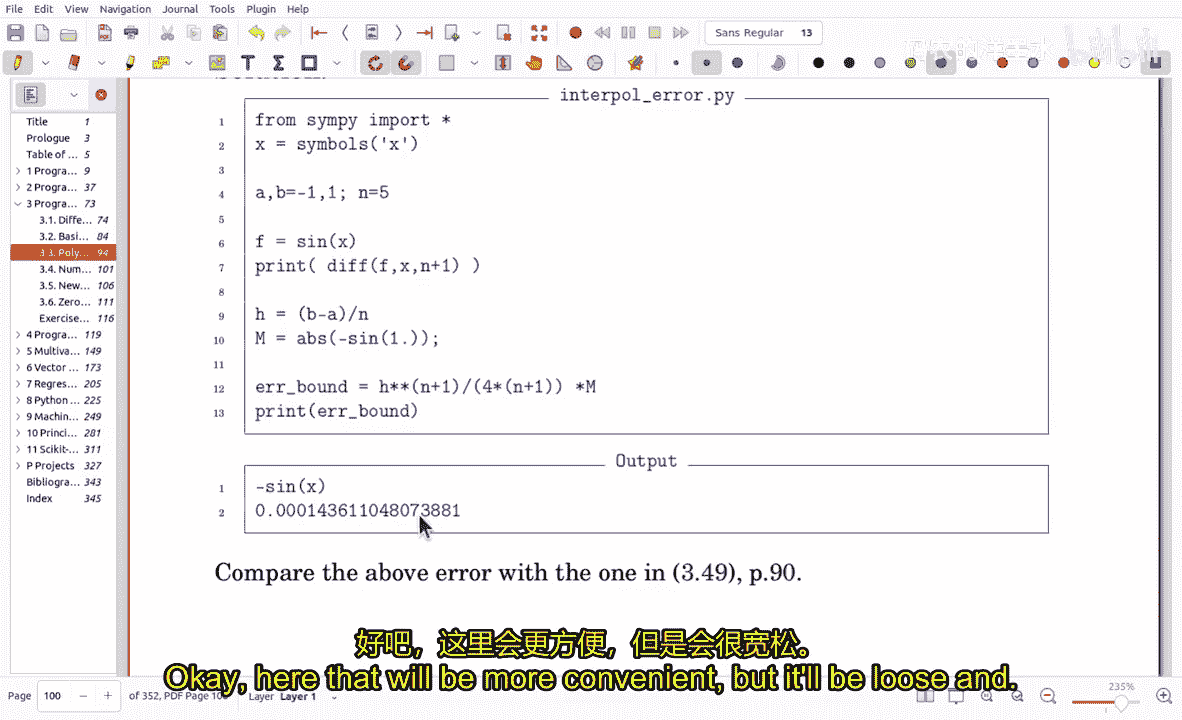 File Edit View Navigation Journal Tools Plugin Help
Sans Regular 13
Title 1
Prologue 3
Table of ... 5
1 Progra... 9
2 Progra... 37
3 Progra... 73
3.1. Diffe... 74
3.2. Basi... 84
3.3. Poly... 94
3.4. Num... 101
3.5. New... 106
3.6. Zero... 111
Exercise... 116
4 Progra... 119
5 Multiva... 149
6 Vector ... 173
7 Regres... 205
8 Python ... 225
9 Machin... 249
10 Princi... 281
11 Scikit-... 311
P Projects 327
Bibliogra... 343
Index 345
interpol_error.py
1 from sympy import *
2 x = symbols('x')
3
4 a,b=-1,1; n=5
5
6 f = sin(x)
7 print( diff(f,x,n+1) )
8
9 h = (b-a)/n
10 M = abs(-sin(1.));
11
12 err_bound = h**(n+1)/(4*(n+1)) *M
13 print(err_bound)
Output
1 -sin(x)
2 0.000143611048073881
Compare the above error with the one in (3.49), p.90.
好吧，这里会更方便，但是会很宽松。
Okay, here that will be more convenient, but it'll be loose and.
Page 100 of 352, PDF Page 10 Layer Layer 1
235%